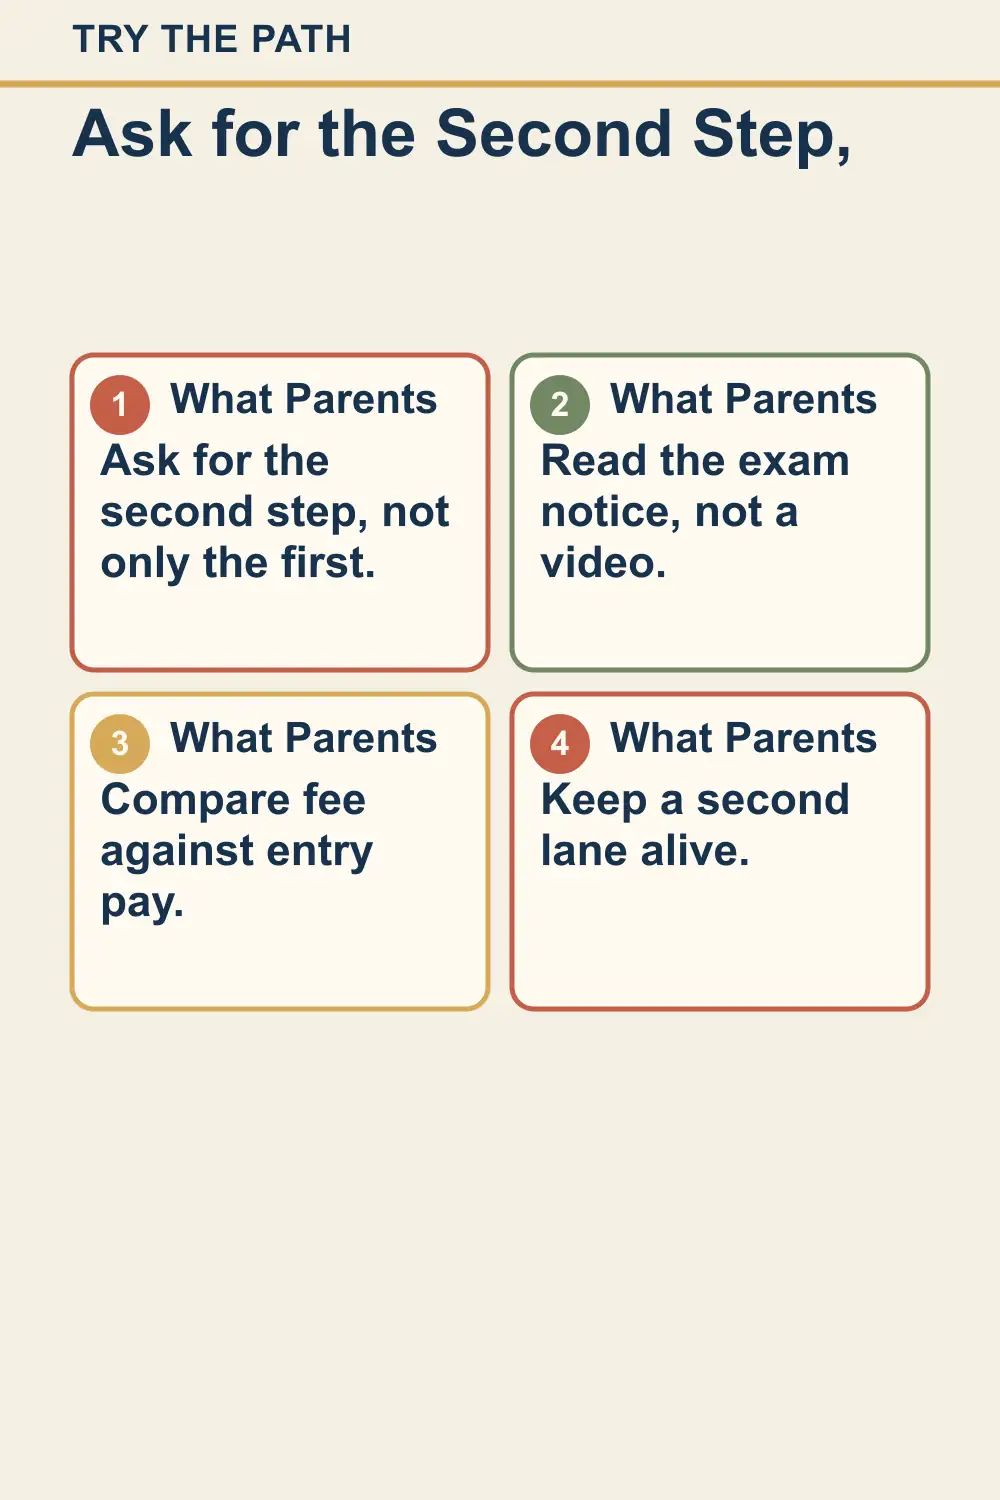 TRY THE PATH
Ask for the Second Step,
1 What Parents
Ask for the
second step, not
only the first.
2 What Parents
Read the exam
notice, not a
video.
3 What Parents
Compare fee
against entry
pay.
4 What Parents
Keep a second
lane alive.